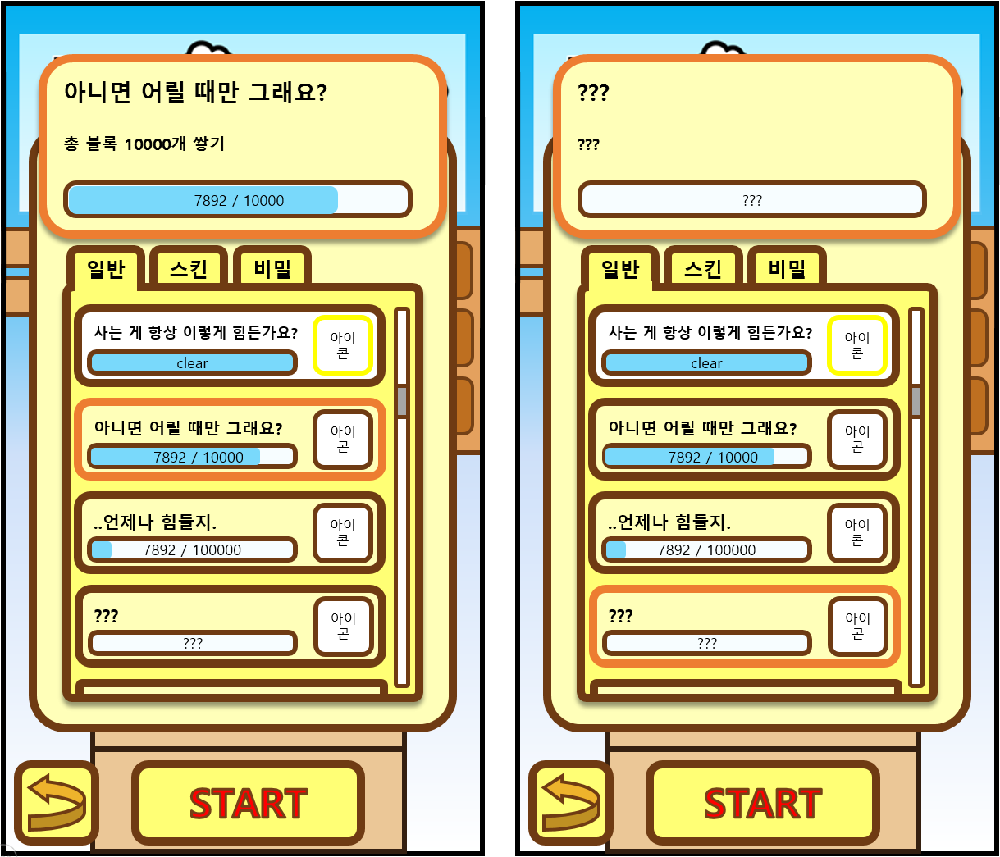 아니면 어릴 때만 그래요?
총 블록 10000개 쌓기
7892 / 10000
일반 스킨 비밀
사는 게 항상 이렇게 힘든가요?
clear
아이
콘
아니면 어릴 때만 그래요?
7892 / 10000
아이
콘
..언제나 힘들지.
7892 / 100000
아이
콘
???
???
아이
콘
START
???
???
???
일반 스킨 비밀
사는 게 항상 이렇게 힘든가요?
clear
아이
콘
아니면 어릴 때만 그래요?
7892 / 10000
아이
콘
..언제나 힘들지.
7892 / 100000
아이
콘
???
???
아이
콘
START